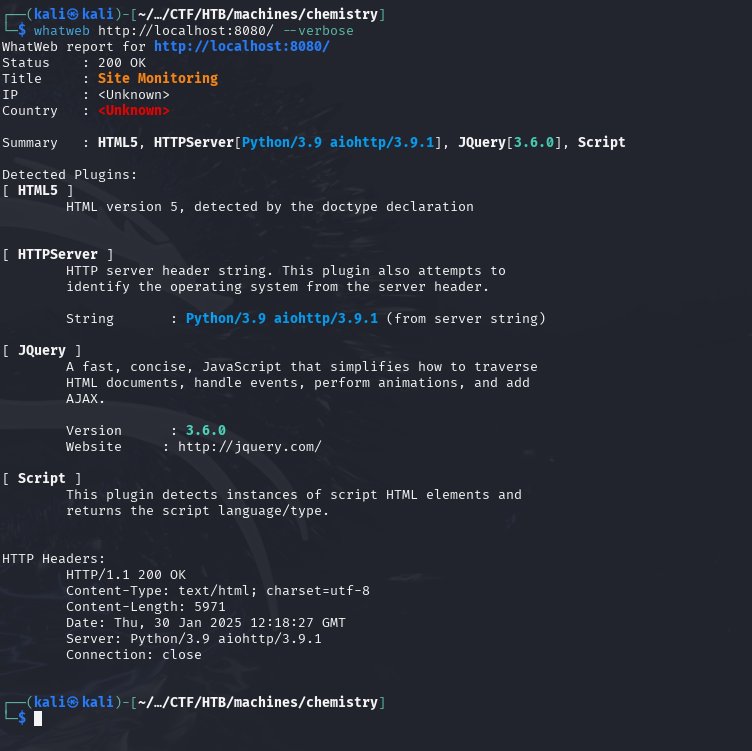 ┌──(kali㉿kali)-[~/…/CTF/HTB/machines/chemistry]
└─$ whatweb http://localhost:8080/ --verbose
WhatWeb report for http://localhost:8080/
Status    : 200 OK
Title     : Site Monitoring
IP        : <Unknown>
Country   : <Unknown>
Summary   : HTML5, HTTPServer[Python/3.9 aiohttp/3.9.1], JQuery[3.6.0], Script
Detected Plugins:
[ HTML5 ]
        HTML version 5, detected by the doctype declaration
[ HTTPServer ]
        HTTP server header string. This plugin also attempts to
        identify the operating system from the server header.
        String       : Python/3.9 aiohttp/3.9.1 (from server string)
[ JQuery ]
        A fast, concise, JavaScript that simplifies how to traverse
        HTML documents, handle events, perform animations, and add
        AJAX.
        Version      : 3.6.0
        Website     : http://jquery.com/
[ Script ]
        This plugin detects instances of script HTML elements and
        returns the script language/type.
HTTP Headers:
        HTTP/1.1 200 OK
        Content-Type: text/html; charset=utf-8
        Content-Length: 5971
        Date: Thu, 30 Jan 2025 12:18:27 GMT
        Server: Python/3.9 aiohttp/3.9.1
        Connection: close
┌──(kali㉿kali)-[~/…/CTF/HTB/machines/chemistry]
└─$